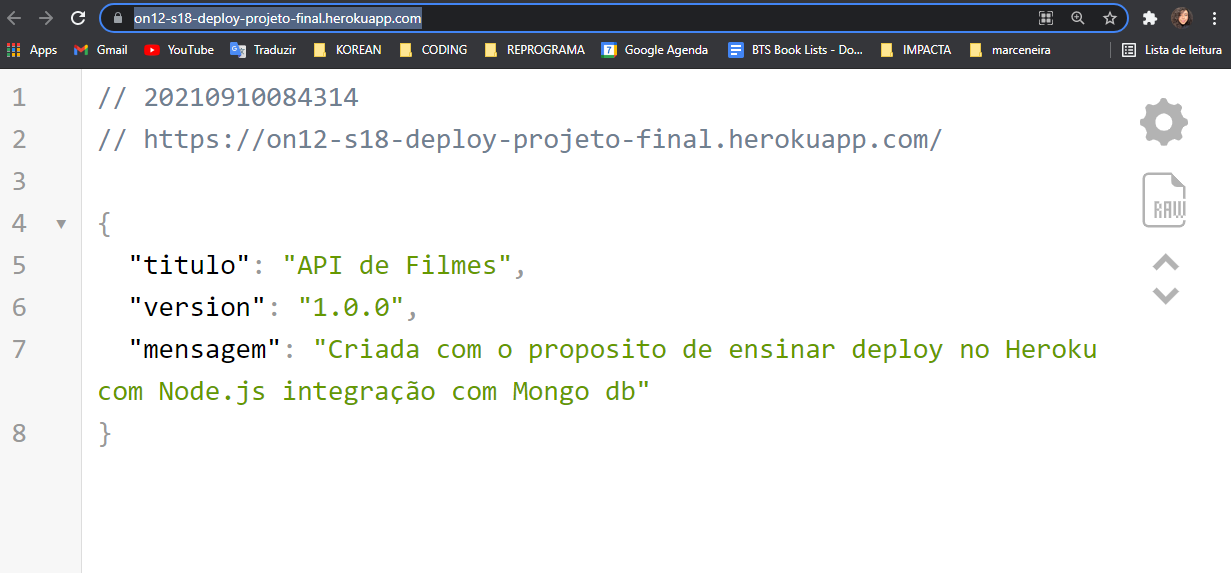 on12-s18-deploy-projeto-final.herokuapp.com
Apps Gmail YouTube Traduzir KOREAN CODING REPROGRAMA 7 Google Agenda BTS Book Lists - Do... IMPACTA marceneira Lista de leitura
1 // 20210910084314
2 // https://on12-s18-deploy-projeto-final.herokuapp.com/
3
4 {
5 "titulo": "API de Filmes",
6 "version": "1.0.0",
7 "mensagem": "Criada com o proposito de ensinar deploy no Heroku
com Node.js integração com Mongo db"
8 }
RAW